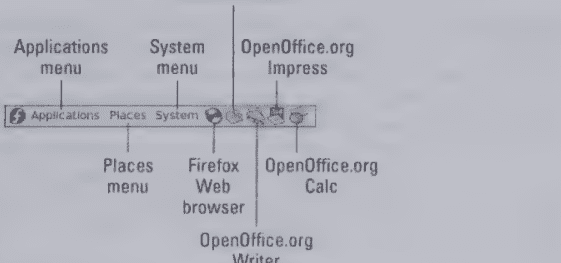 Applications
menu
System
menu
OpenOffice.org
Impress
Applications Places System
Places
menu
Firefox
Web
browser
OpenOffice.org
Calc
OpenOffice.org
Writer